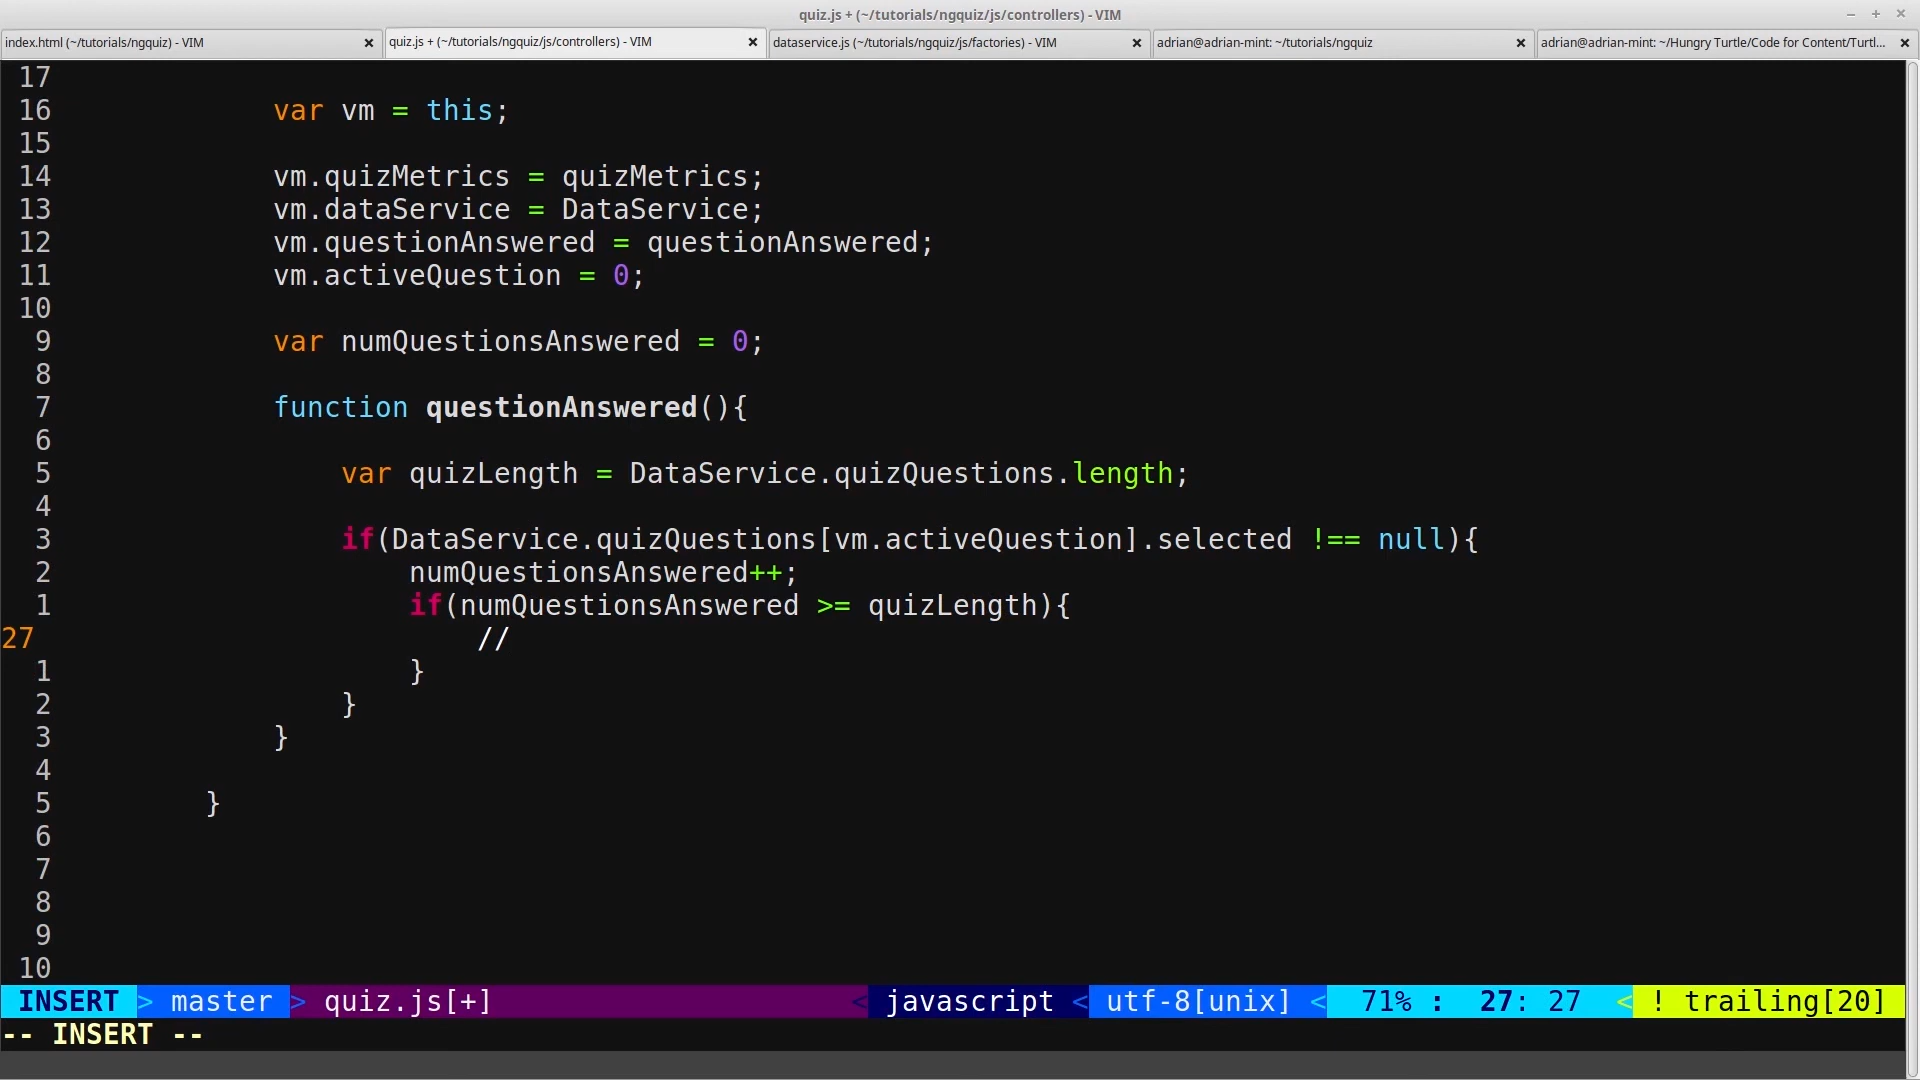 quiz.js + (~/tutorials/ngquiz/js/controllers) - VIM
index.html (~/tutorials/ngquiz) - VIM
quiz.js + (~/tutorials/ngquiz/js/controllers) - VIM
dataservice.js (~/tutorials/ngquiz/js/factories) - VIM
adrian@adrian-mint: ~/tutorials/ngquiz
adrian@adrian-mint: ~/Hungry Turtle/Code for Content/Turtl...
17
16 var vm = this;
15
14 vm.quizMetrics = quizMetrics;
13 vm.dataService = DataService;
12 vm.questionAnswered = questionAnswered;
11 vm.activeQuestion = 0;
10
9 var numQuestionsAnswered = 0;
8
7 function questionAnswered(){
6
5 var quizLength = DataService.quizQuestions.length;
4
3 if(DataService.quizQuestions[vm.activeQuestion].selected !== null){
2 numQuestionsAnswered++;
1 if(numQuestionsAnswered >= quizLength){
27 //
1 }
2 }
3 }
4
5 }
6
7
8
9
10
INSERT > master > quiz.js[+] < javascript < utf-8[unix] < 71% : 27: 27 < ! trailing[20]
-- INSERT --